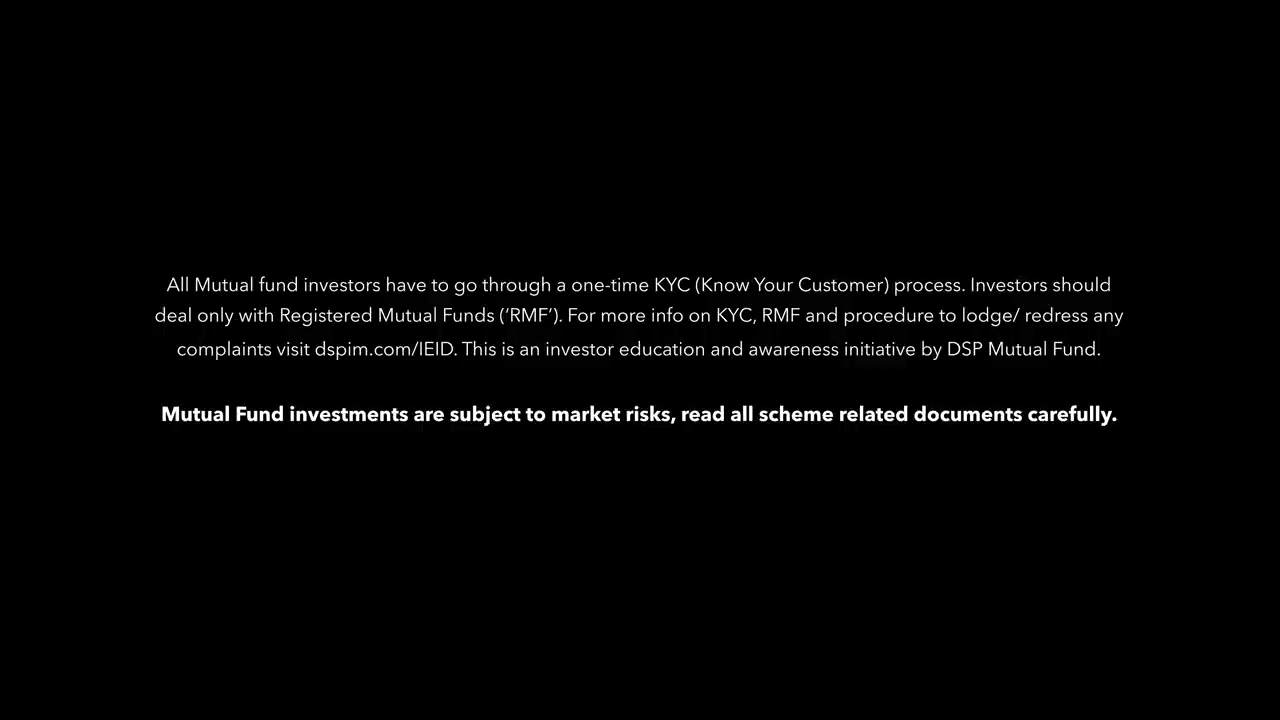 All Mutual fund investors have to go through a one-time KYC (Know Your Customer) process. Investors should
deal only with Registered Mutual Funds (‘RMF’). For more info on KYC, RMF and procedure to lodge/ redress any
complaints visit dspim.com/IEID. This is an investor education and awareness initiative by DSP Mutual Fund.
Mutual Fund investments are subject to market risks, read all scheme related documents carefully.